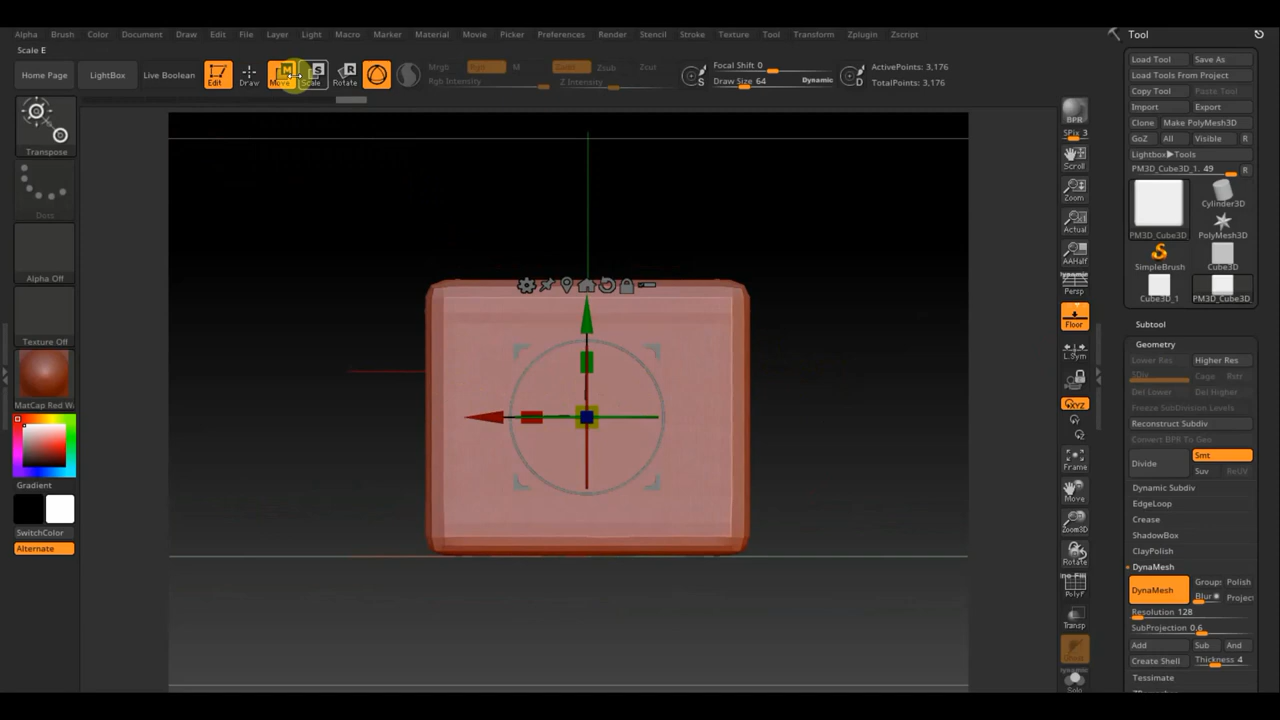 Alpha Brush Color Document Draw Edit File Layer Light Macro Marker Material Movie Picker Preferences Render Stencil Stroke Texture Tool Transform Zplugin Zscript
Tool
Scale E
Home Page LightBox Live Boolean Edit Draw Move Scale Rotate
M
S
R
Mrgb Rgb M
Rgb Intensity
Zadd Zsub Zcut
Z Intensity
S
Focal Shift 0
Draw Size 64 Dynamic
D
ActivePoints: 3,176
TotalPoints: 3,176
Transpose
Dots
Alpha Off
Texture Off
MatCap Red Wa
Gradient
SwitchColor
Alternate
BPR
SPix 3
Scroll
Zoom
Actual
AAHalf
Dynamic
Persp
Floor
L.Sym
XYZ
Y
Z
Frame
Move
Zoom3D
Rotate
PolyF
Transp
Ghost
Solo
Load Tool Save As
Load Tools From Project
Copy Tool Paste Tool
Import Export
Clone Make PolyMesh3D
GoZ All Visible R
Lightbox▶Tools
PM3D_Cube3D_1. 49 R
PM3D_Cube3D_
Cylinder3D
PolyMesh3D
SimpleBrush Cube3D
Cube3D_1 PM3D_Cube3D_
Subtool
Geometry
Lower Res Higher Res
SDiv Cage Rstr
Del Lower Del Higher
Freeze SubDivision Levels
Reconstruct Subdiv
Convert BPR To Geo
Divide Smt
Suv ReUV
Dynamic Subdiv
EdgeLoop
Crease
ShadowBox
ClayPolish
DynaMesh
DynaMesh Groups Polish
Blur Project
Resolution 128
SubProjection 0.6
Add Sub And
Create Shell Thickness 4
Tessimate